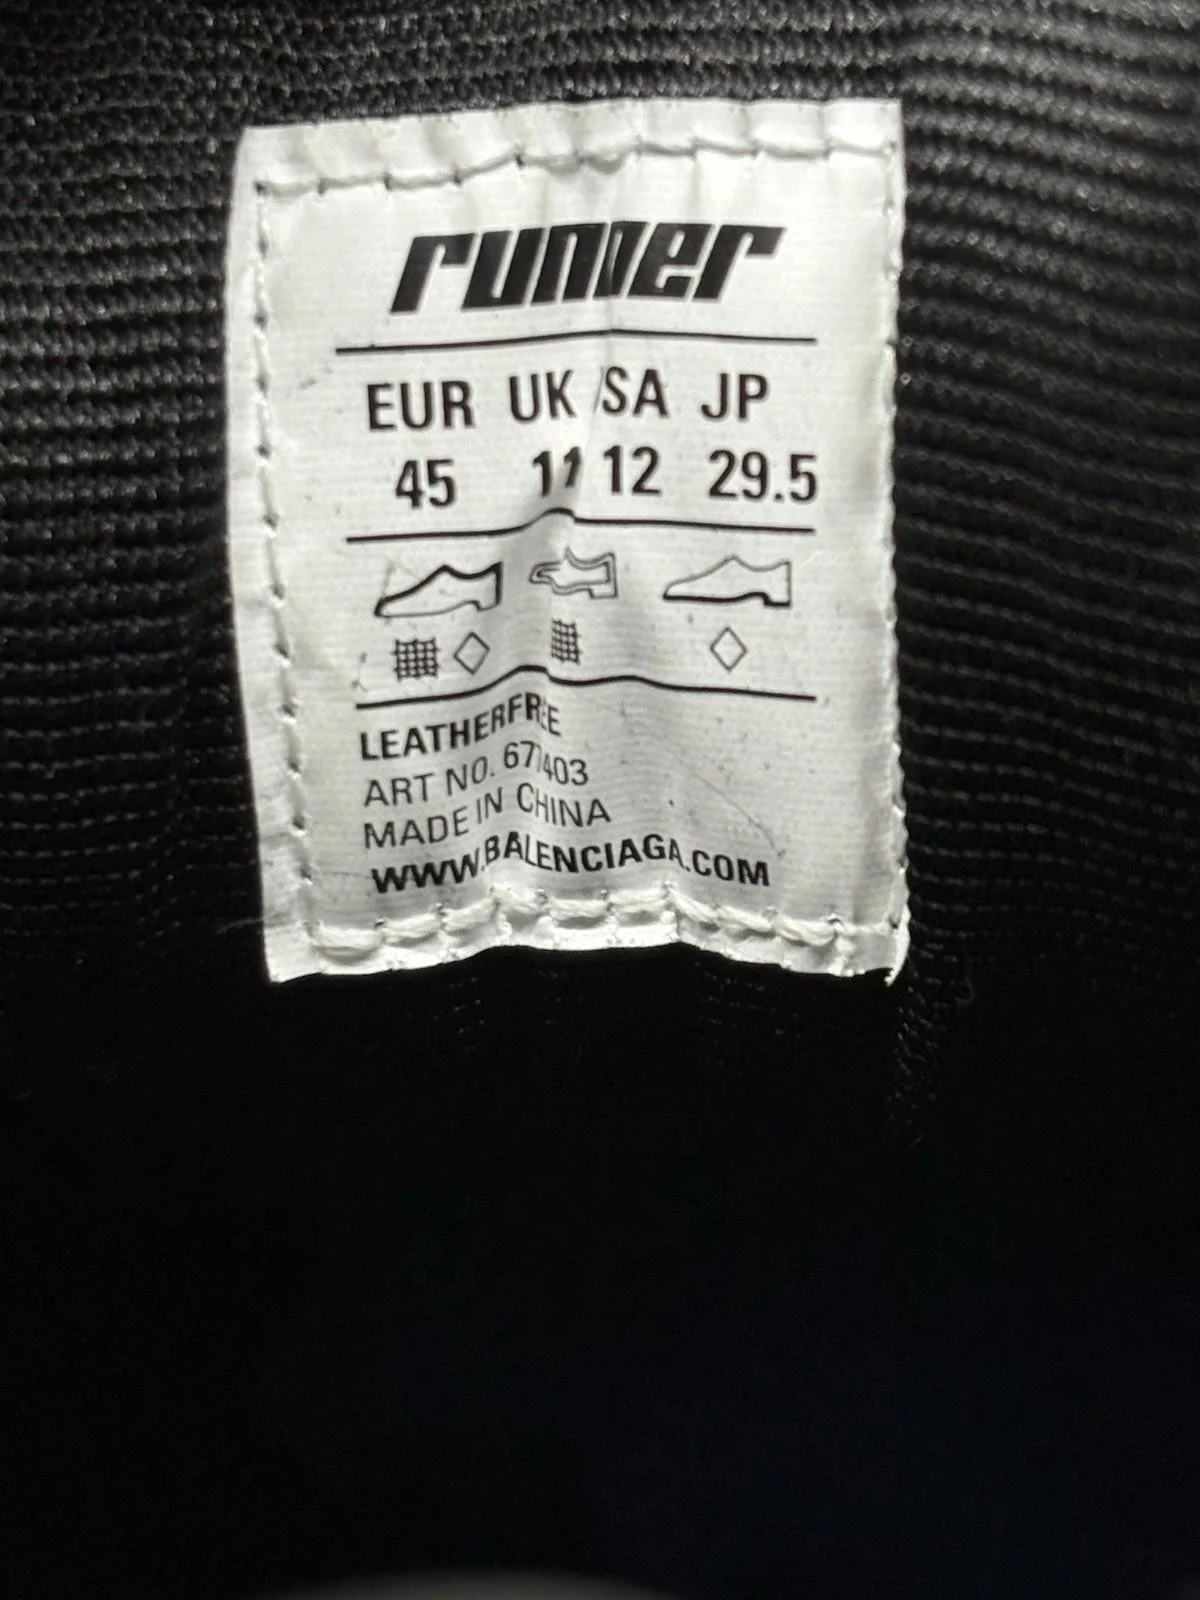 runner
EUR UK USA JP
45 11 12 29.5
LEATHERFREE
ART NO. 677403
MADE IN CHINA
WWW.BALENCIAGA.COM